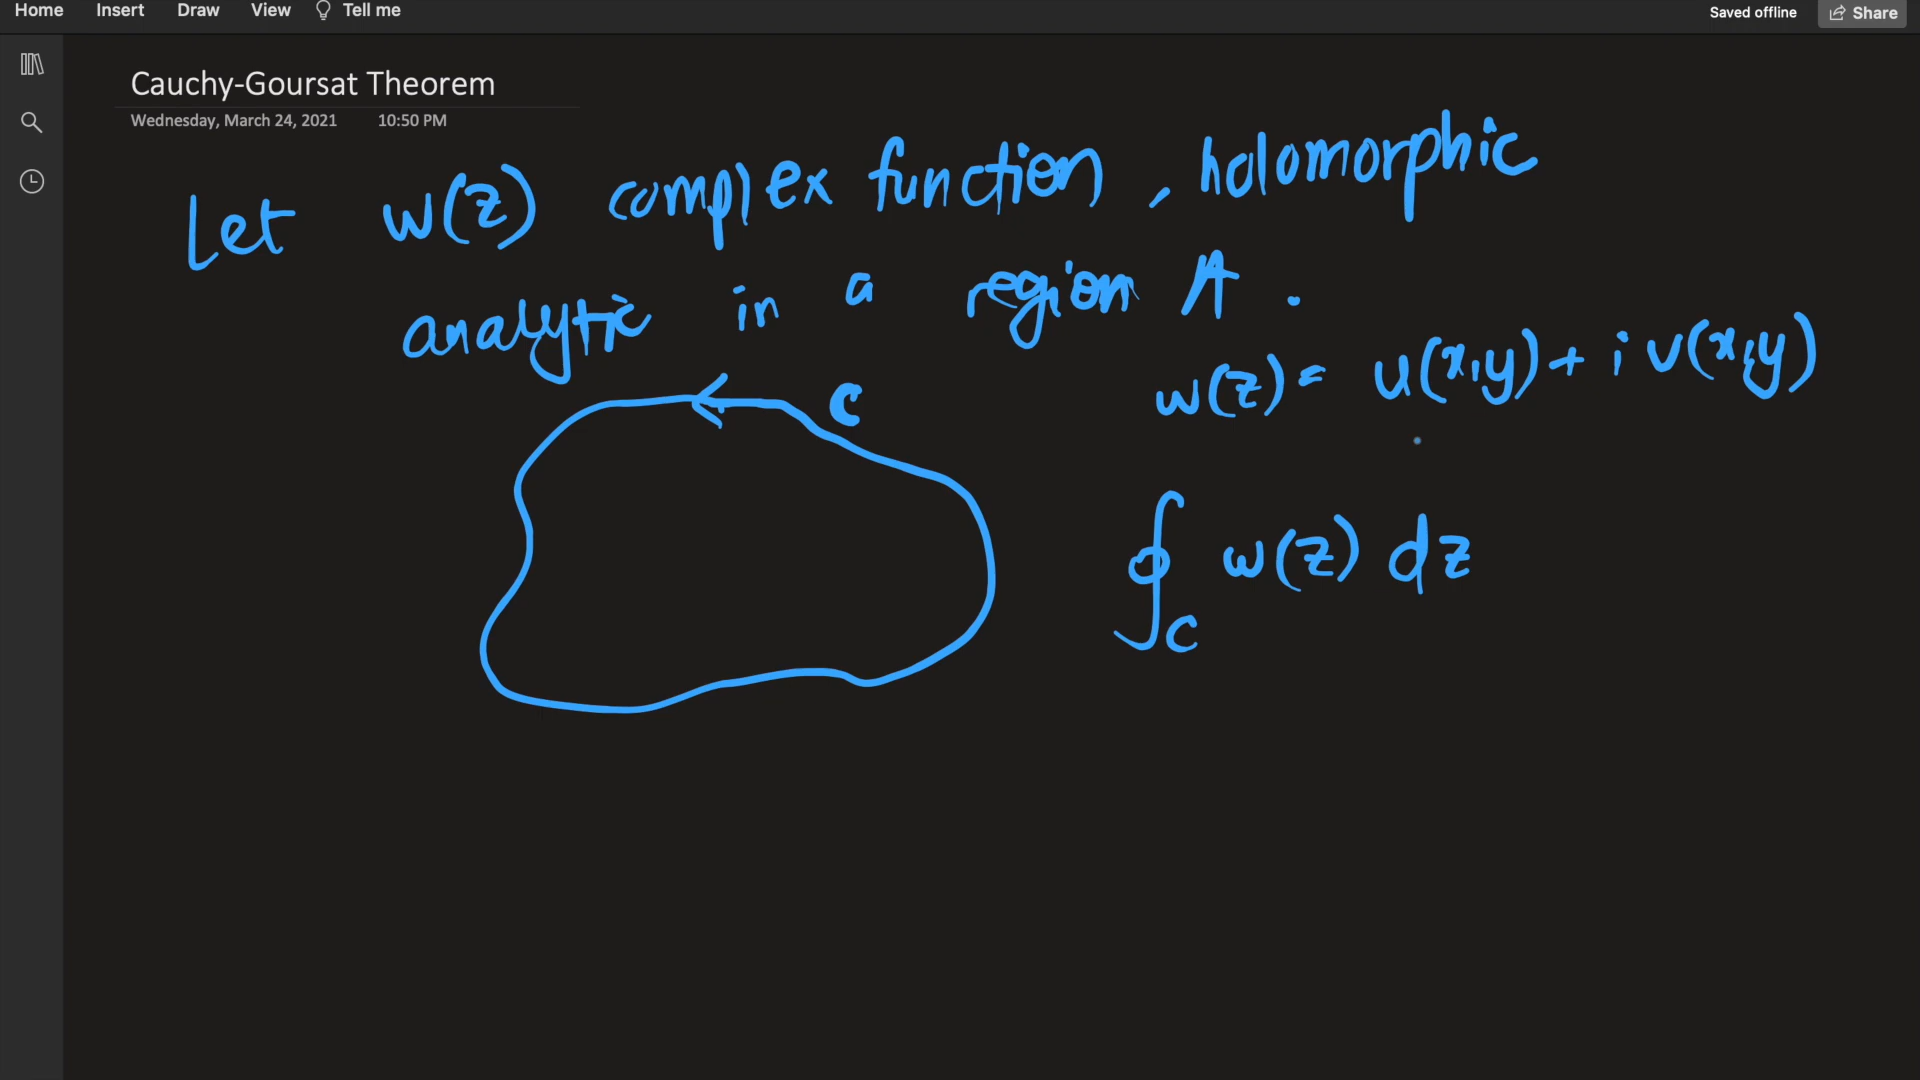 Home Insert Draw View Tell me Saved offline Share
Cauchy-Goursat Theorem
Wednesday, March 24, 2021 10:50 PM
Let w(z) complex function, holomorphic
analytic in a region A.
w(z) = u(x,y) + i v(x,y)
C
∮_C w(z) dz